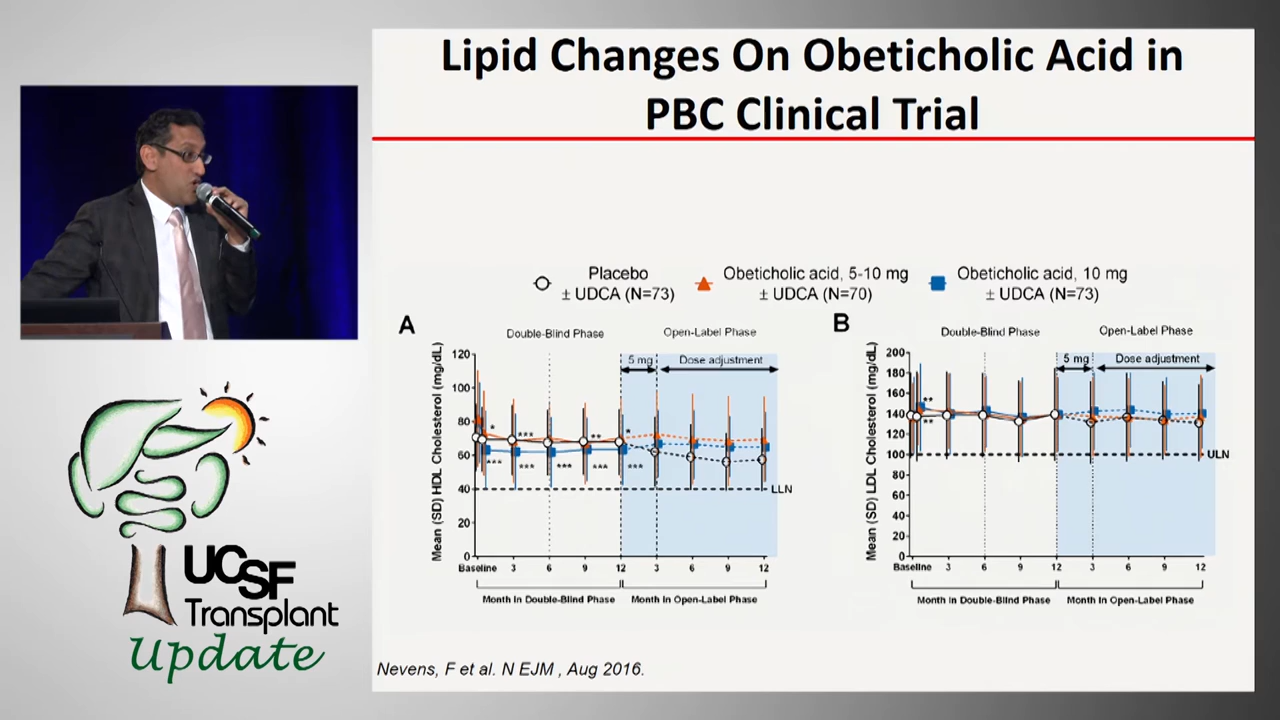 Lipid Changes On Obeticholic Acid in
PBC Clinical Trial
Placebo
± UDCA (N=73)
Obeticholic acid, 5-10 mg
± UDCA (N=70)
Obeticholic acid, 10 mg
± UDCA (N=73)
A
Double-Blind Phase
Open-Label Phase
5 mg
Dose adjustment
Mean (SD) HDL Cholesterol (mg/dL)
120
100
80
60
40
20
0
* *** ** *
*** *** *** *** ***
LLN
Baseline 3 6 9 12 3 6 9 12
Month in Double-Blind Phase
Month in Open-Label Phase
B
Double-Blind Phase
Open-Label Phase
5 mg
Dose adjustment
Mean (SD) LDL Cholesterol (mg/dL)
200
180
160
140
120
100
80
60
40
20
0
**
**
ULN
Baseline 3 6 9 12 3 6 9 12
Month in Double-Blind Phase
Month in Open-Label Phase
Nevens, F et al. N EJM , Aug 2016.
UCSF
Transplant
Update